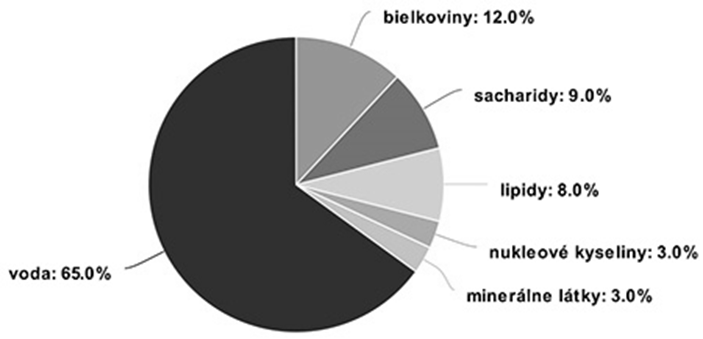 bielkoviny: 12.0%
sacharidy: 9.0%
lipidy: 8.0%
nukleové kyseliny: 3.0%
minerálne látky: 3.0%
voda: 65.0%